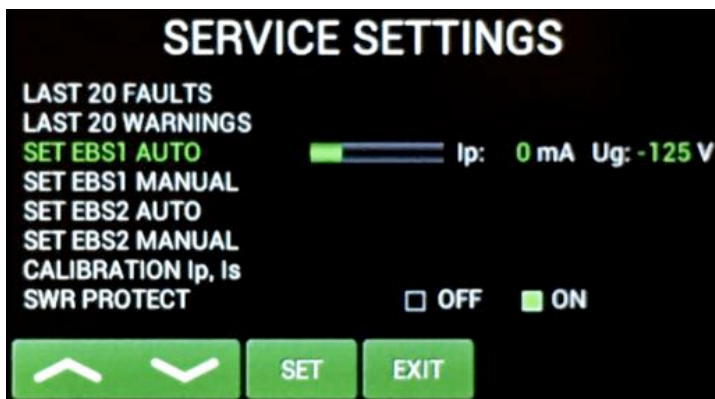 SERVICE SETTINGS
LAST 20 FAULTS
LAST 20 WARNINGS
SET EBS1 AUTO Ip: 0 mA Ug: -125 V
SET EBS1 MANUAL
SET EBS2 AUTO
SET EBS2 MANUAL
CALIBRATION Ip, Is
SWR PROTECT OFF ON
SET EXIT